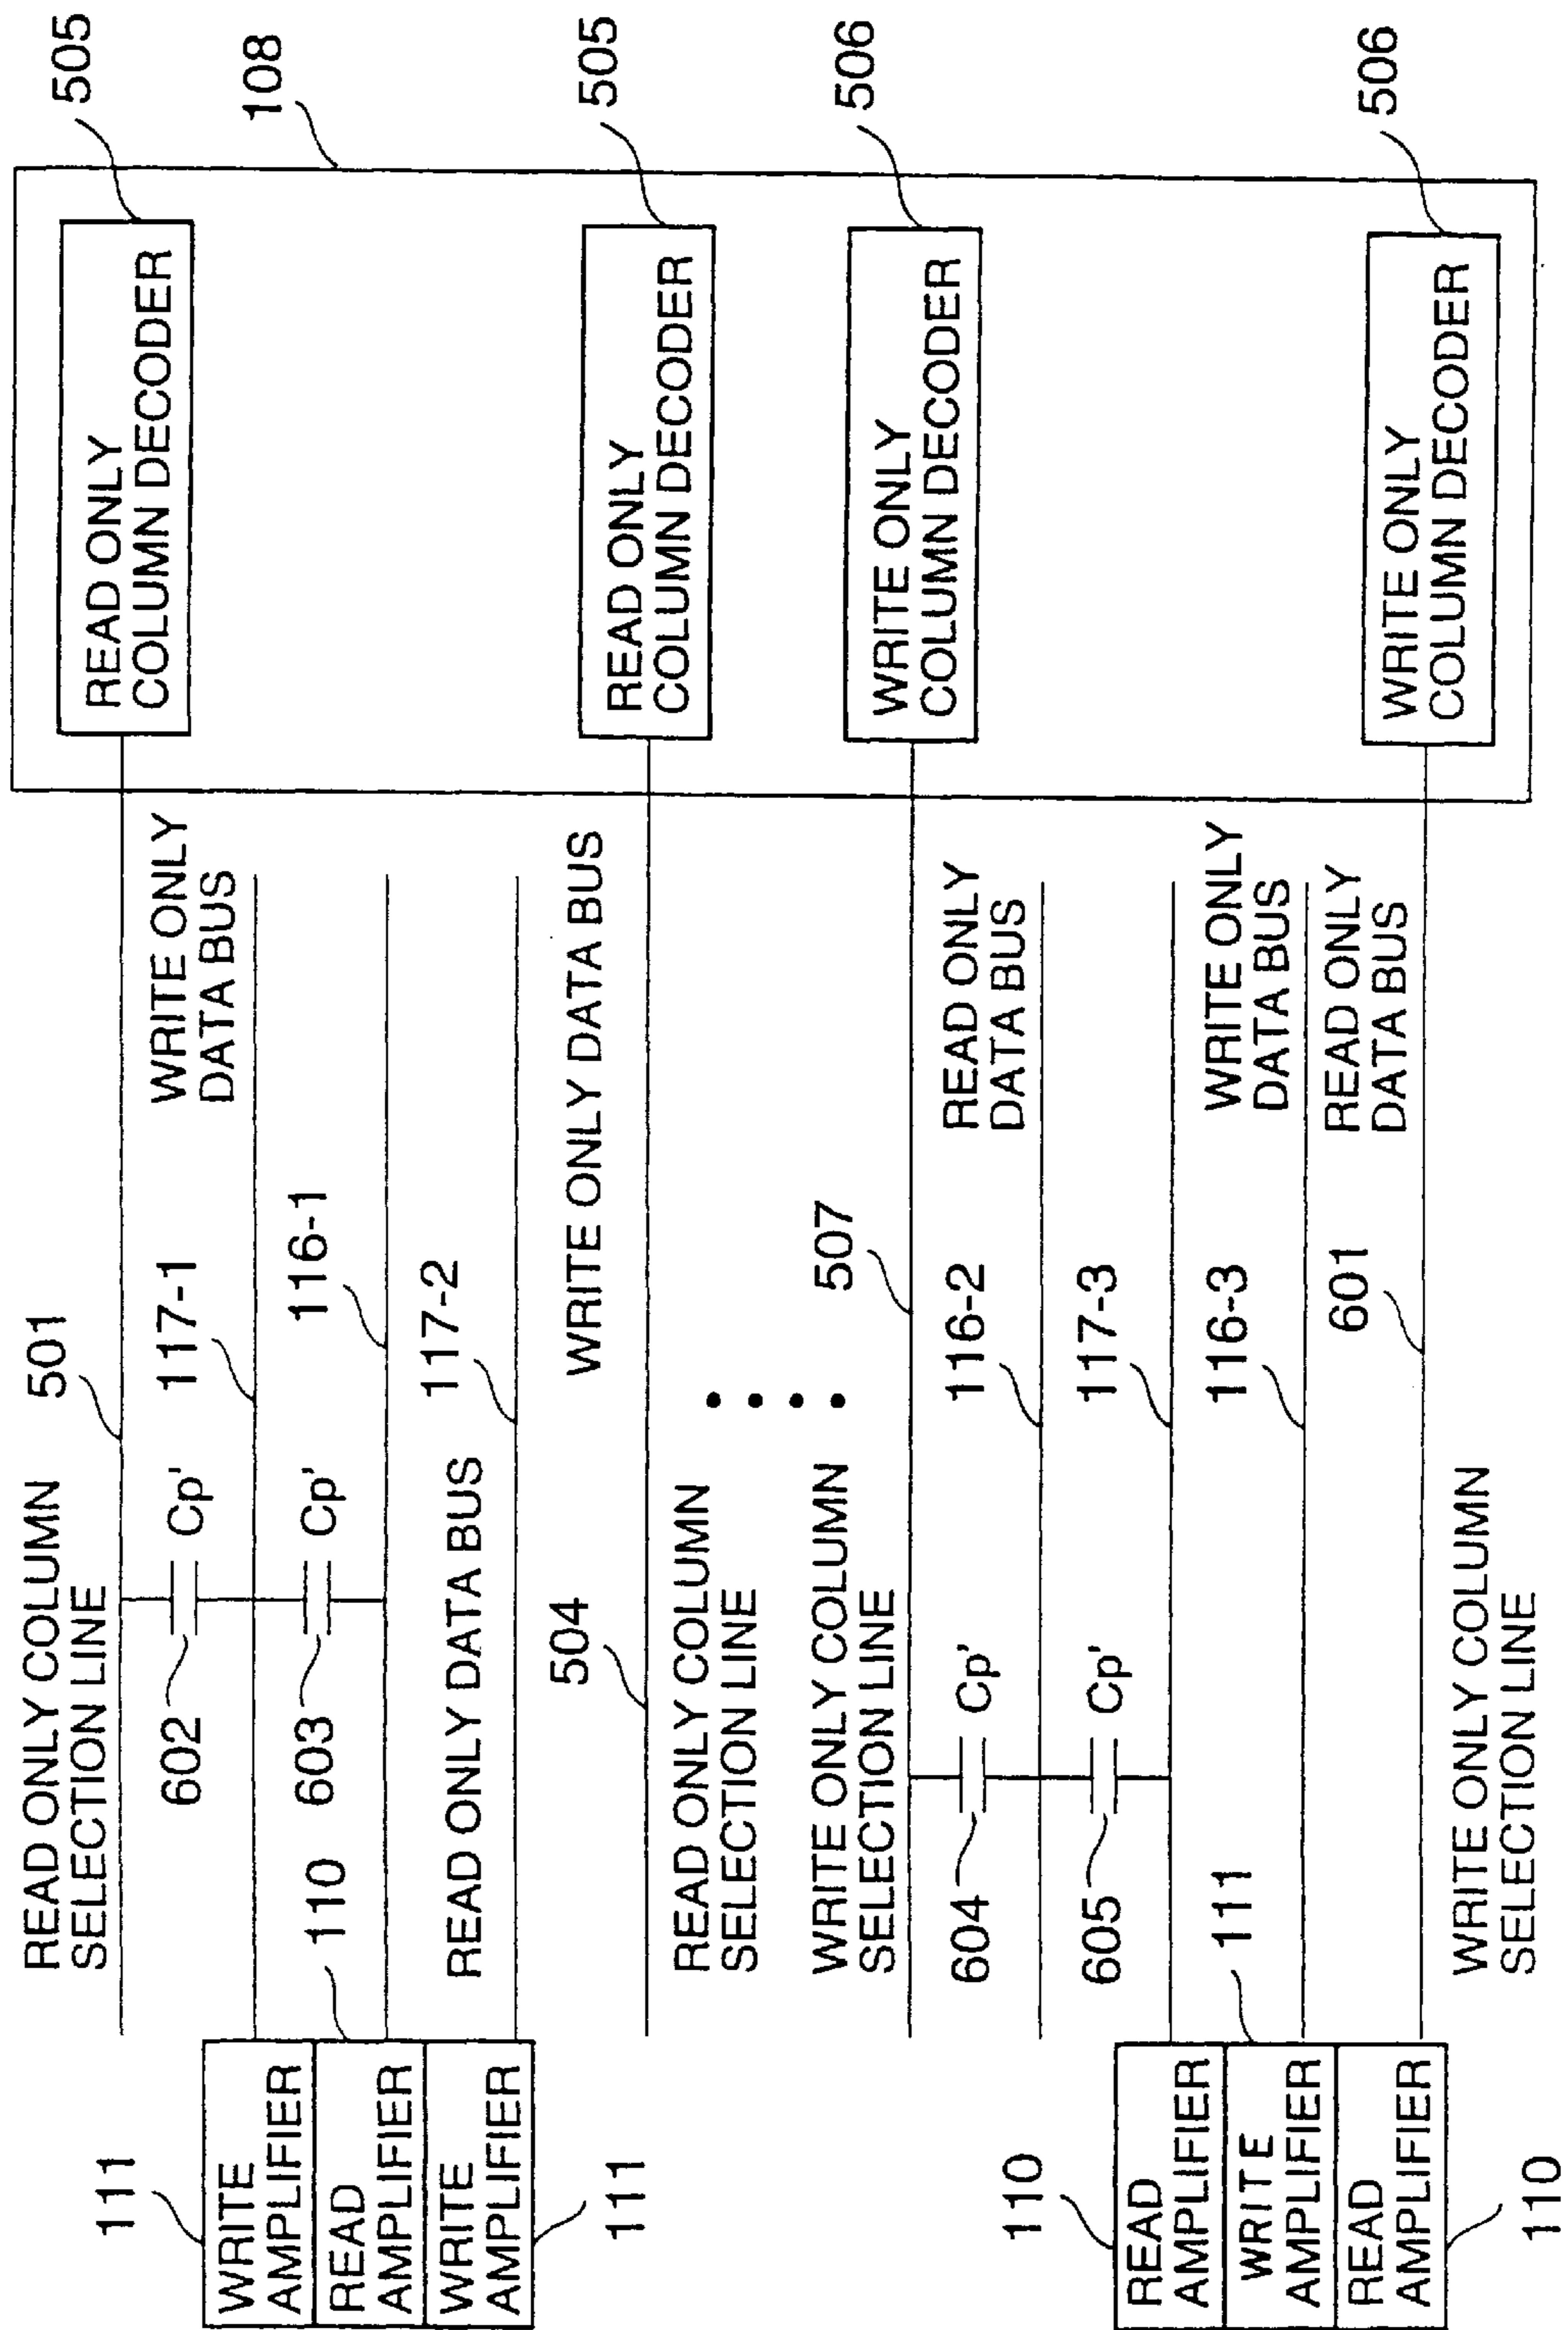 505
108
505
506
506
READ ONLY
COLUMN DECODER
READ ONLY
COLUMN DECODER
WRITE ONLY
COLUMN DECODER
WRITE ONLY
COLUMN DECODER
READ ONLY COLUMN
SELECTION LINE
501
WRITE ONLY
DATA BUS
117-1
602
Cp'
603
Cp'
116-1
110
117-2
READ ONLY DATA BUS
WRITE ONLY DATA BUS
504
READ ONLY COLUMN
SELECTION LINE
111
WRITE
AMPLIFIER
READ
AMPLIFIER
WRITE
AMPLIFIER
111
WRITE ONLY COLUMN
SELECTION LINE
507
READ ONLY
DATA BUS
116-2
604
Cp'
605
Cp'
117-3
WRITE ONLY
DATA BUS
116-3
READ ONLY
DATA BUS
601
111
110
READ
AMPLIFIER
WRITE
AMPLIFIER
READ
AMPLIFIER
110
WRITE ONLY COLUMN
SELECTION LINE